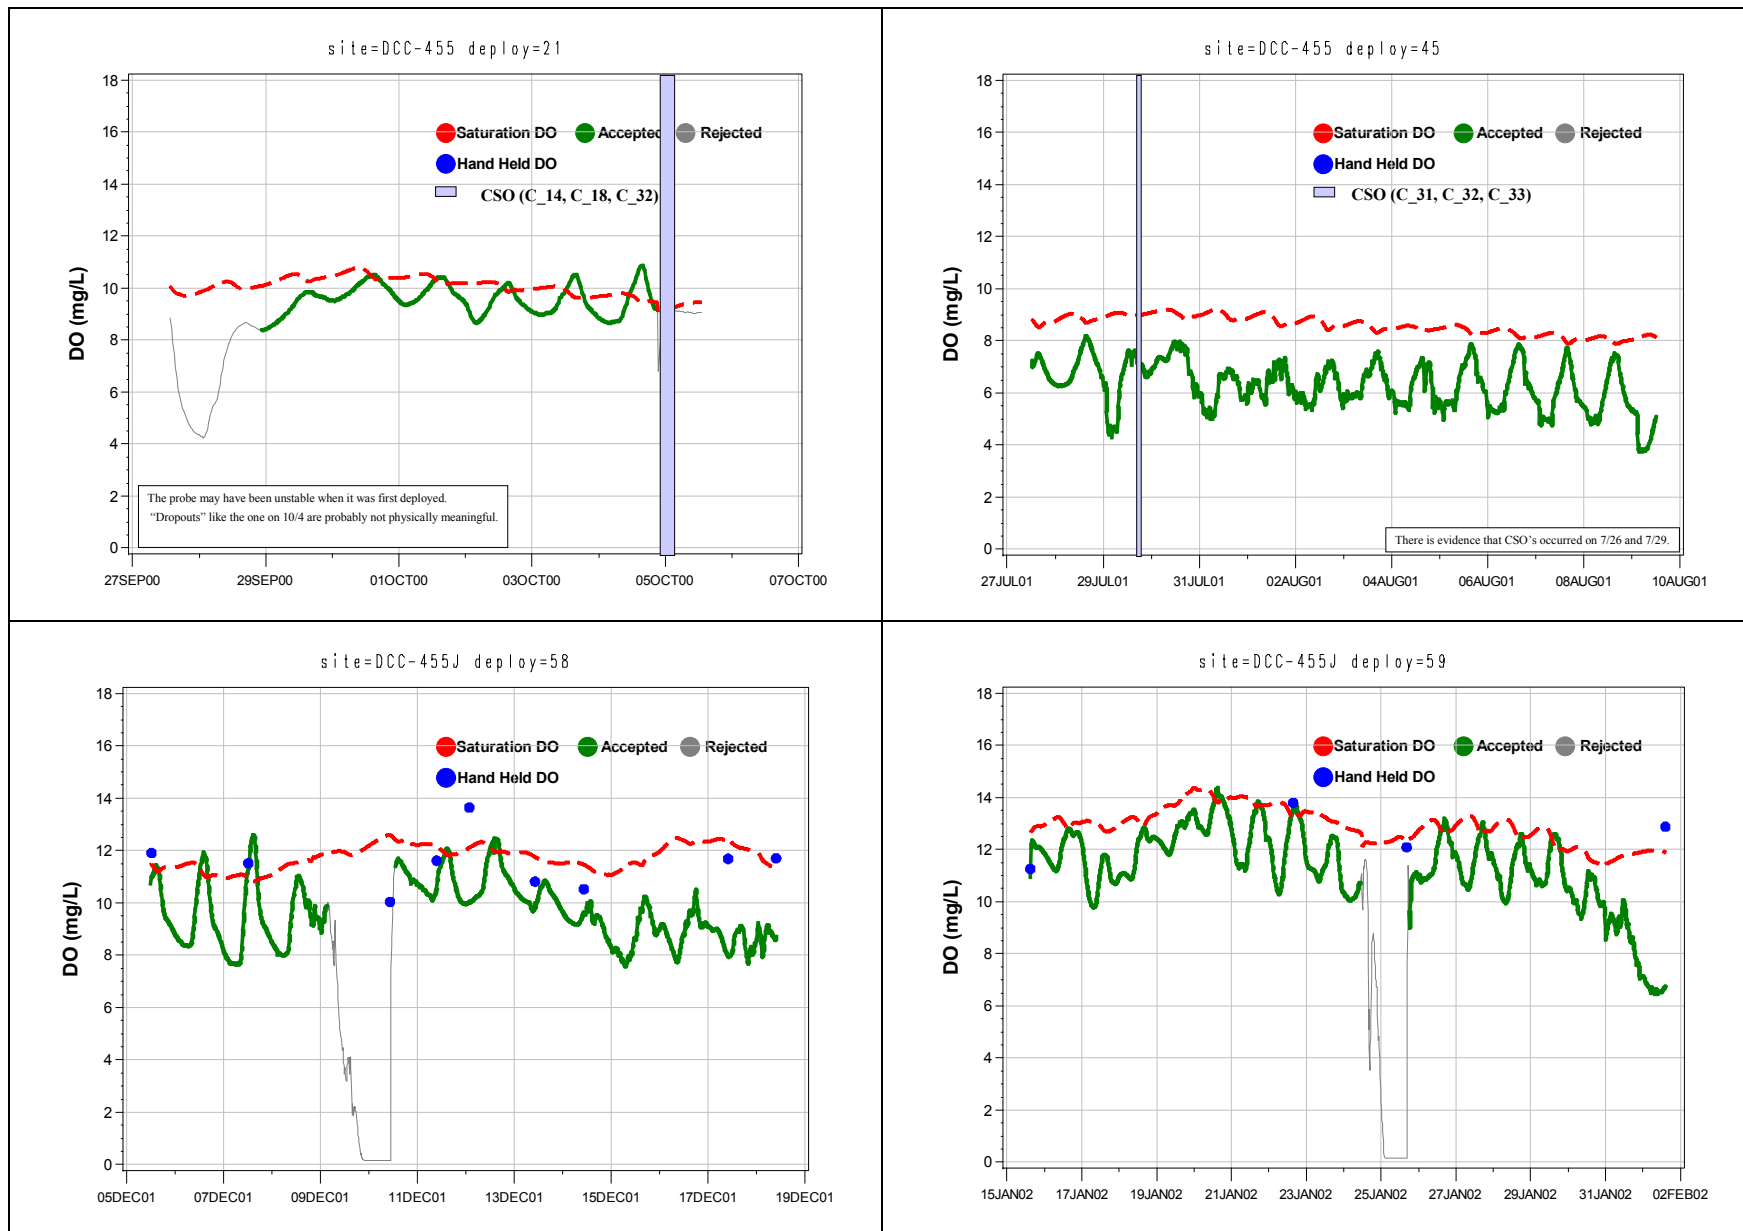 site=DCC-455 deploy=21
18
16
14
12
10
8
6
4
2
0
DO (mg/L)
Saturation DO Accepted Rejected
Hand Held DO
CSO (C_14, C_18, C_32)
The probe may have been unstable when it was first deployed.
“Dropouts” like the one on 10/4 are probably not physically meaningful.
27SEP00 29SEP00 01OCT00 03OCT00 05OCT00 07OCT00
site=DCC-455 deploy=45
18
16
14
12
10
8
6
4
2
0
DO (mg/L)
Saturation DO Accepted Rejected
Hand Held DO
CSO (C_31, C_32, C_33)
There is evidence that CSO's occurred on 7/26 and 7/29.
27JUL01 29JUL01 31JUL01 02AUG01 04AUG01 06AUG01 08AUG01 10AUG01
site=DCC-455J deploy=58
18
16
14
12
10
8
6
4
2
0
DO (mg/L)
Saturation DO Accepted Rejected
Hand Held DO
05DEC01 07DEC01 09DEC01 11DEC01 13DEC01 15DEC01 17DEC01 19DEC01
site=DCC-455J deploy=59
18
16
14
12
10
8
6
4
2
0
DO (mg/L)
Saturation DO Accepted Rejected
Hand Held DO
15JAN02 17JAN02 19JAN02 21JAN02 23JAN02 25JAN02 27JAN02 29JAN02 31JAN02 02FEB02